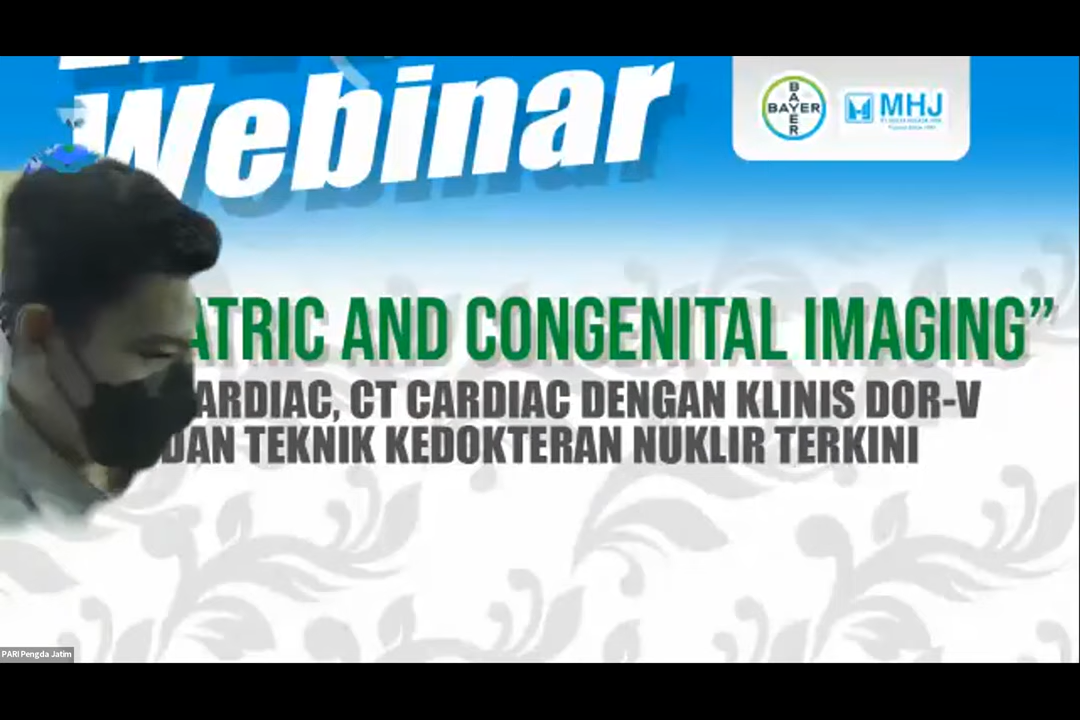 Webinar
BAYER
BAYER
MHJ
ATRIC AND CONGENITAL IMAGING”
ARDIAC, CT CARDIAC DENGAN KLINIS DOR-V
DAN TEKNIK KEDOKTERAN NUKLIR TERKINI
PARI Pengda Jatim